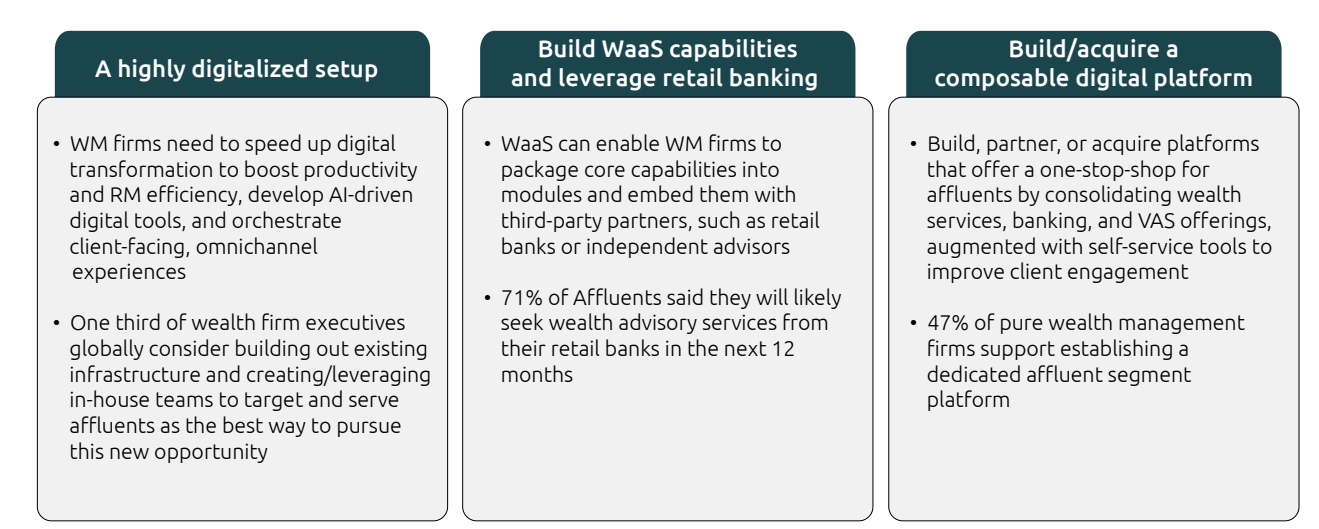 A highly digitalized setup
• WM firms need to speed up digital
transformation to boost productivity
and RM efficiency, develop AI-driven
digital tools, and orchestrate
client-facing, omnichannel
experiences
• One third of wealth firm executives
globally consider building out existing
infrastructure and creating/leveraging
in-house teams to target and serve
affluents as the best way to pursue
this new opportunity
Build WaaS capabilities
and leverage retail banking
• WaaS can enable WM firms to
package core capabilities into
modules and embed them with
third-party partners, such as retail
banks or independent advisors
• 71% of Affluents said they will likely
seek wealth advisory services from
their retail banks in the next 12
months
Build/acquire a
composable digital platform
• Build, partner, or acquire platforms
that offer a one-stop-shop for
affluents by consolidating wealth
services, banking, and VAS offerings,
augmented with self-service tools to
improve client engagement
• 47% of pure wealth management
firms support establishing a
dedicated affluent segment
platform